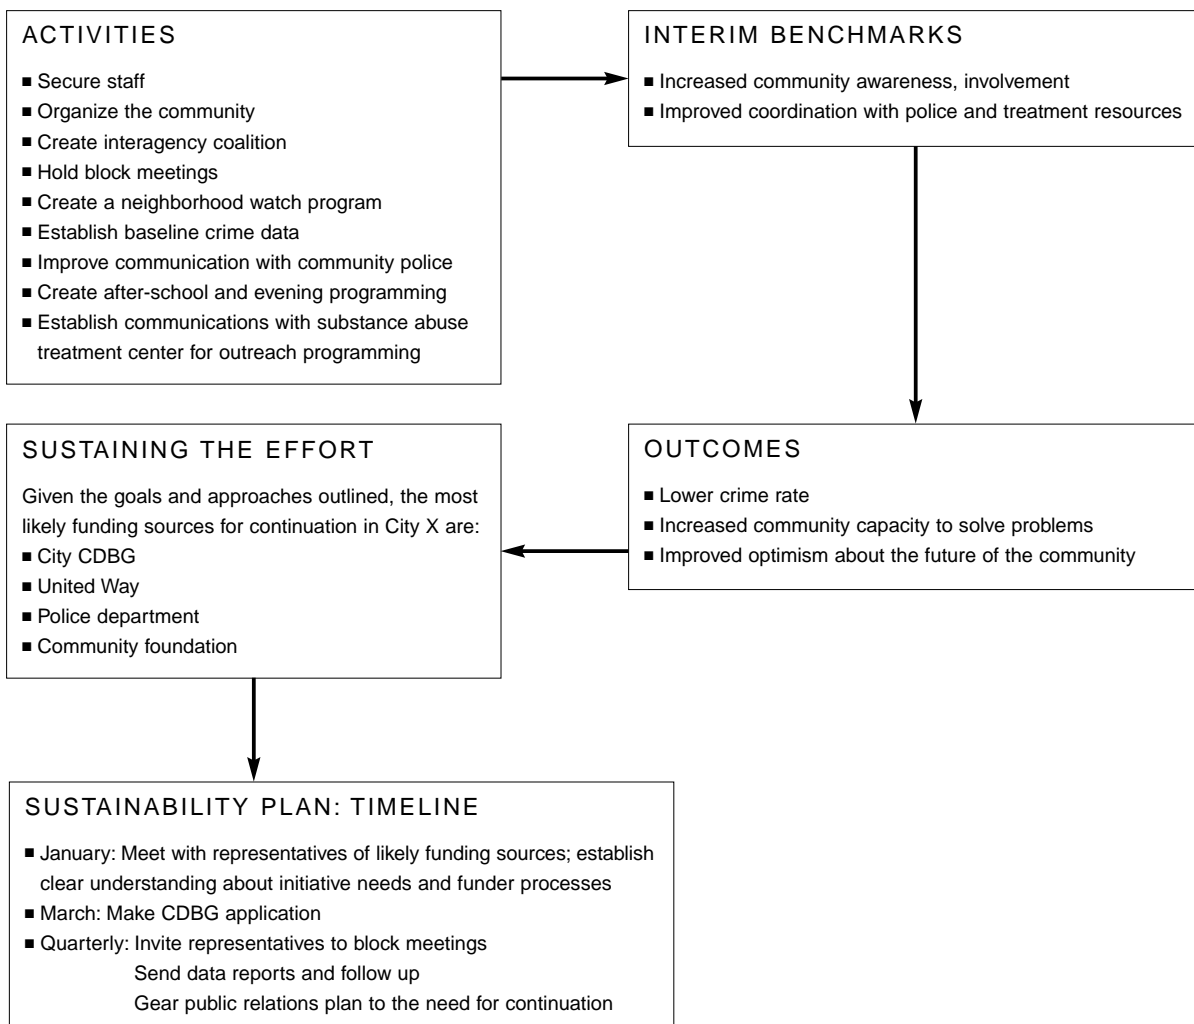 ACTIVITIES
■ Secure staff
■ Organize the community
■ Create interagency coalition
■ Hold block meetings
■ Create a neighborhood watch program
■ Establish baseline crime data
■ Improve communication with community police
■ Create after-school and evening programming
■ Establish communications with substance abuse
treatment center for outreach programming
INTERIM BENCHMARKS
■ Increased community awareness, involvement
■ Improved coordination with police and treatment resources
OUTCOMES
■ Lower crime rate
■ Increased community capacity to solve problems
■ Improved optimism about the future of the community
SUSTAINING THE EFFORT
Given the goals and approaches outlined, the most
likely funding sources for continuation in City X are:
■ City CDBG
■ United Way
■ Police department
■ Community foundation
SUSTAINABILITY PLAN: TIMELINE
■ January: Meet with representatives of likely funding sources; establish
clear understanding about initiative needs and funder processes
■ March: Make CDBG application
■ Quarterly: Invite representatives to block meetings
Send data reports and follow up
Gear public relations plan to the need for continuation